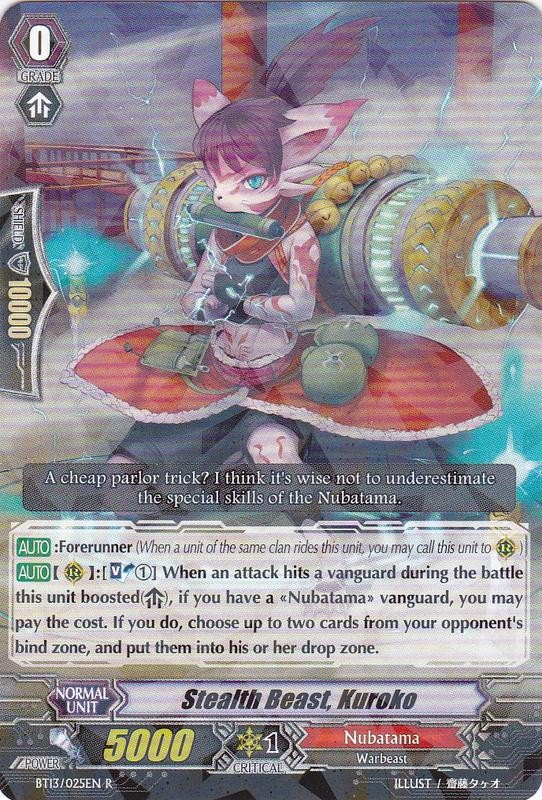 0
GRADE
SHIELD 10000
A cheap parlor trick? I think it's wise not to underestimate
the special skills of the Nubatama.
AUTO:Forerunner (When a unit of the same clan rides this unit, you may call this unit to R)
AUTO[R]:[V①] When an attack hits a vanguard during the battle
this unit boosted, if you have a «Nubatama» vanguard, you may
pay the cost. If you do, choose up to two cards from your opponent's
bind zone, and put them into his or her drop zone.
NORMAL
UNIT
Stealth Beast, Kuroko
POWER
5000
1
CRITICAL
Nubatama
Warbeast
BT13/025EN R
ILLUST / 齋藤タケオ